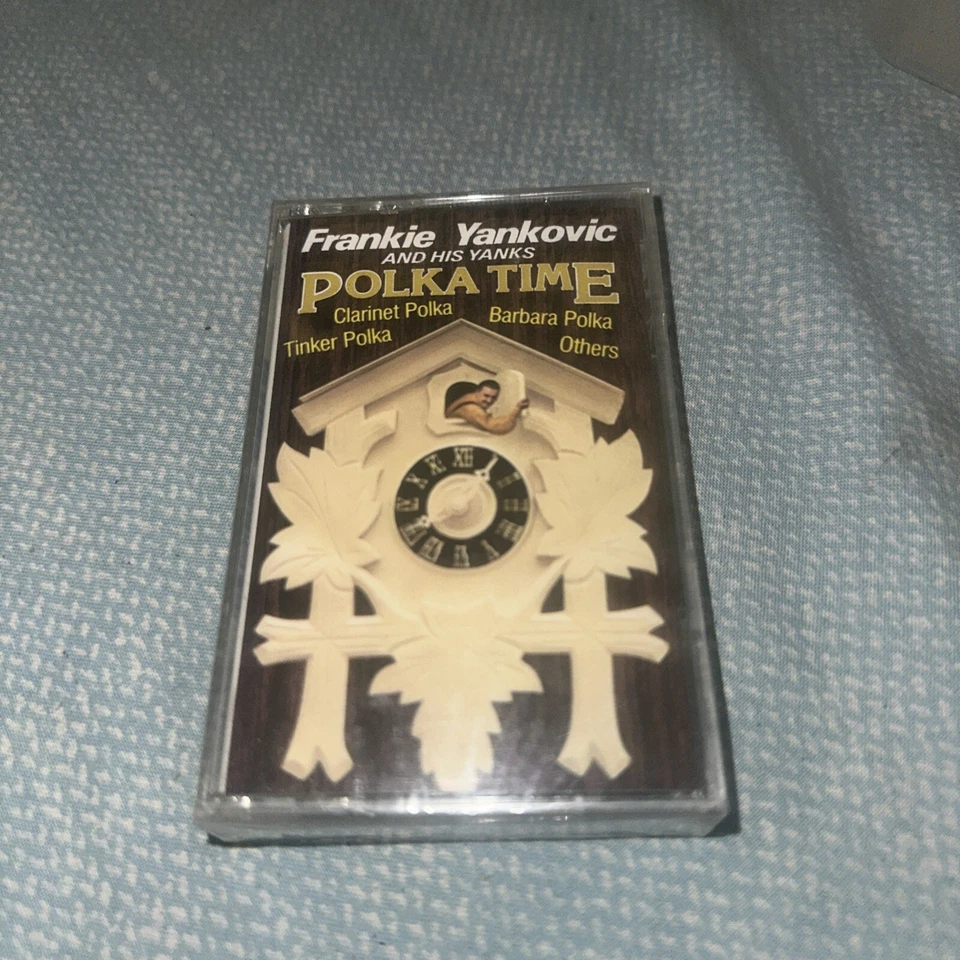 Frankie Yankovic
AND HIS YANKS
POLKA TIME
Clarinet Polka Barbara Polka
Tinker Polka Others